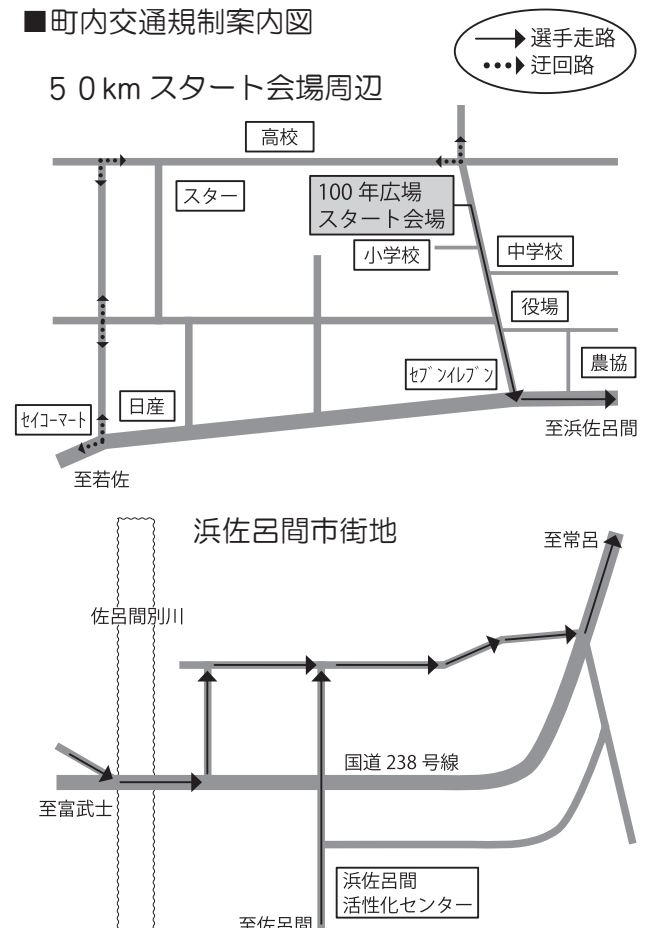 ■町内交通規制案内図
選手走路
迂回路
５０km スタート会場周辺
高校
スター
100 年広場
スタート会場
小学校
中学校
役場
農協
ｾﾌﾞﾝｲﾚﾌﾞﾝ
日産
ｾｲｺｰﾏｰﾄ
至浜佐呂間
至若佐
浜佐呂間市街地
至常呂
佐呂間別川
国道 238 号線
至富武士
浜佐呂間
活性化センター
至佐呂間